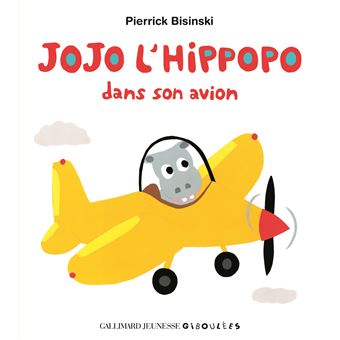 Pierrick Bisinski
JOJO L'HiPPOPO
dans son avion
GALLIMARD JEUNESSE GiBOULÉES